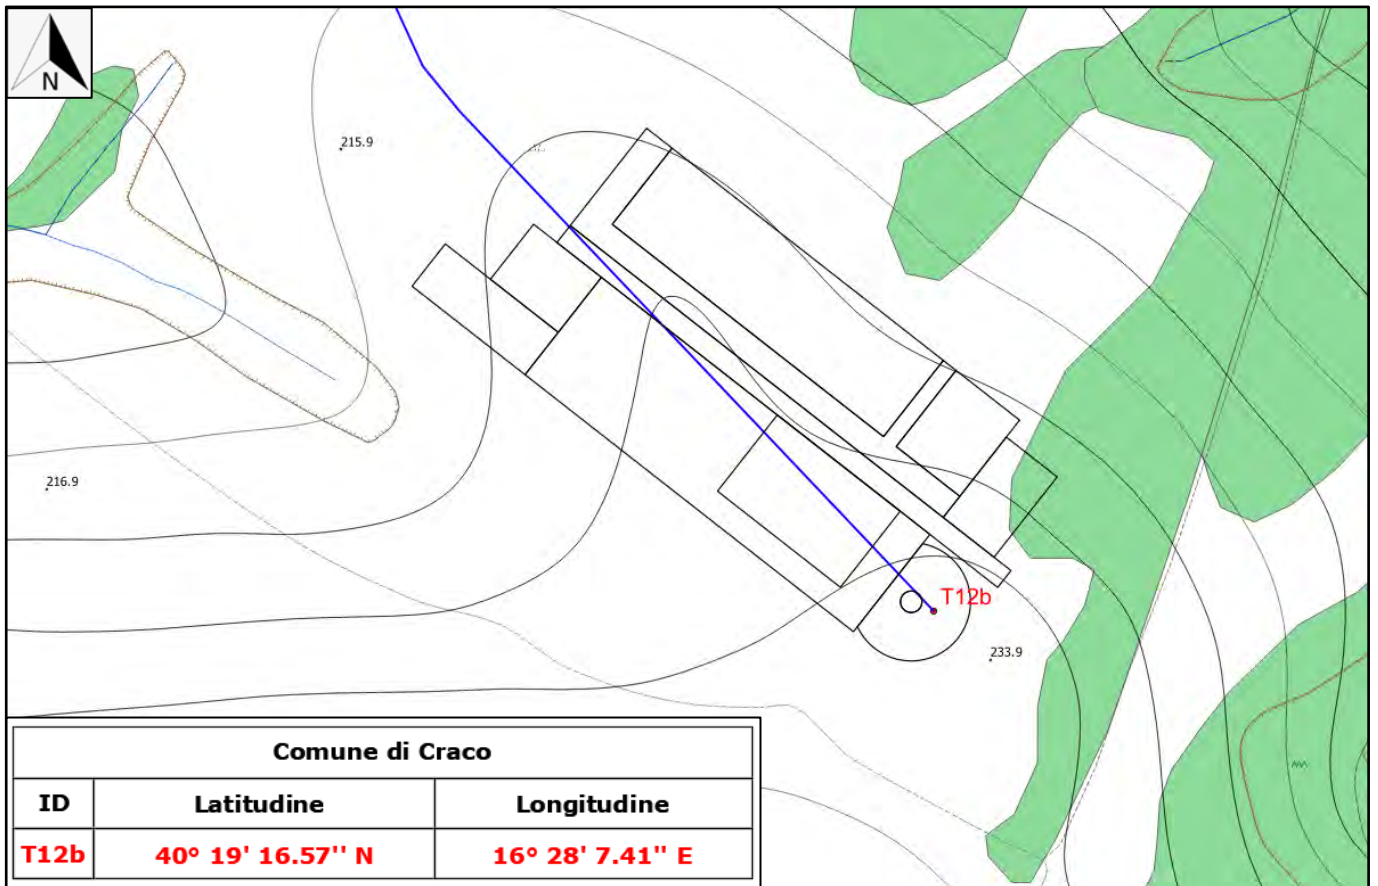 N
215.9
216.9
T12b
233.9
Comune di Craco
ID Latitudine Longitudine
T12b 40° 19' 16.57'' N 16° 28' 7.41'' E